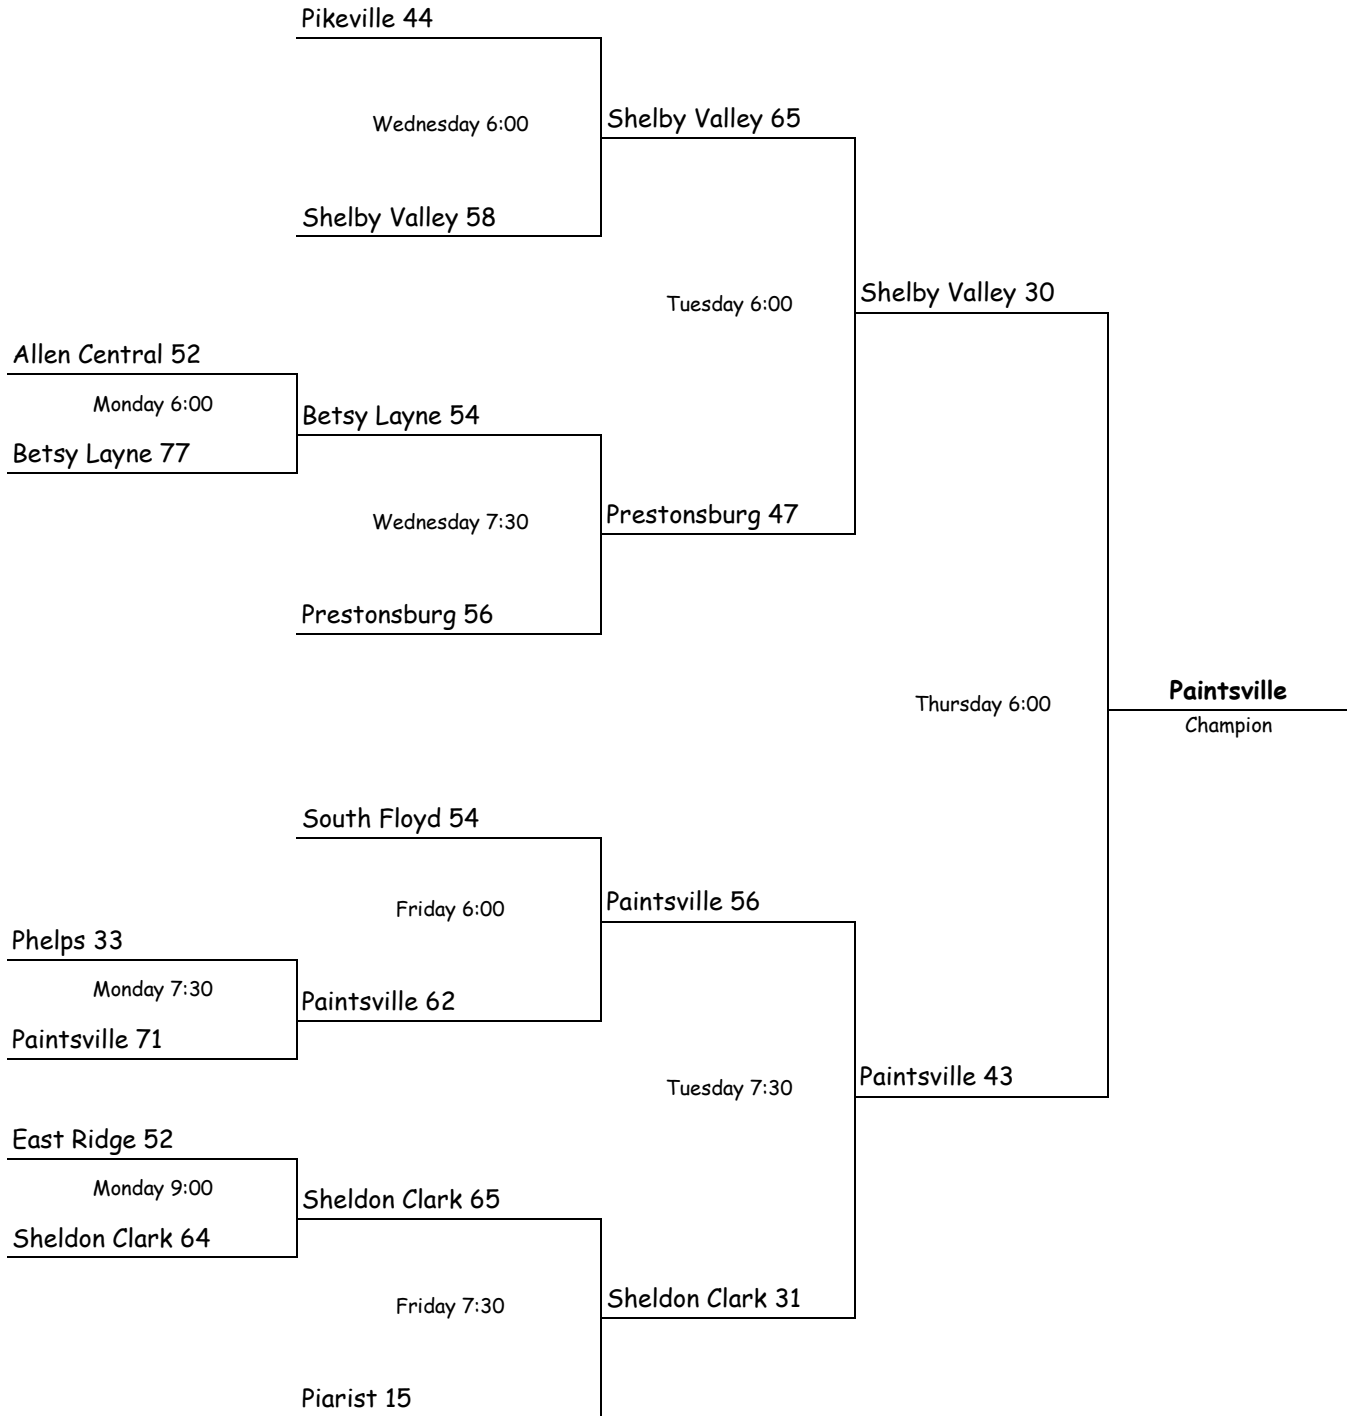 Pikeville 44
Wednesday 6:00
Shelby Valley 65
Shelby Valley 58
Tuesday 6:00
Shelby Valley 30
Allen Central 52
Monday 6:00
Betsy Layne 54
Betsy Layne 77
Wednesday 7:30
Prestonsburg 47
Prestonsburg 56
Thursday 6:00
Paintsville
Champion
South Floyd 54
Friday 6:00
Paintsville 56
Phelps 33
Monday 7:30
Paintsville 62
Paintsville 71
Tuesday 7:30
Paintsville 43
East Ridge 52
Monday 9:00
Sheldon Clark 65
Sheldon Clark 64
Friday 7:30
Sheldon Clark 31
Piarist 15